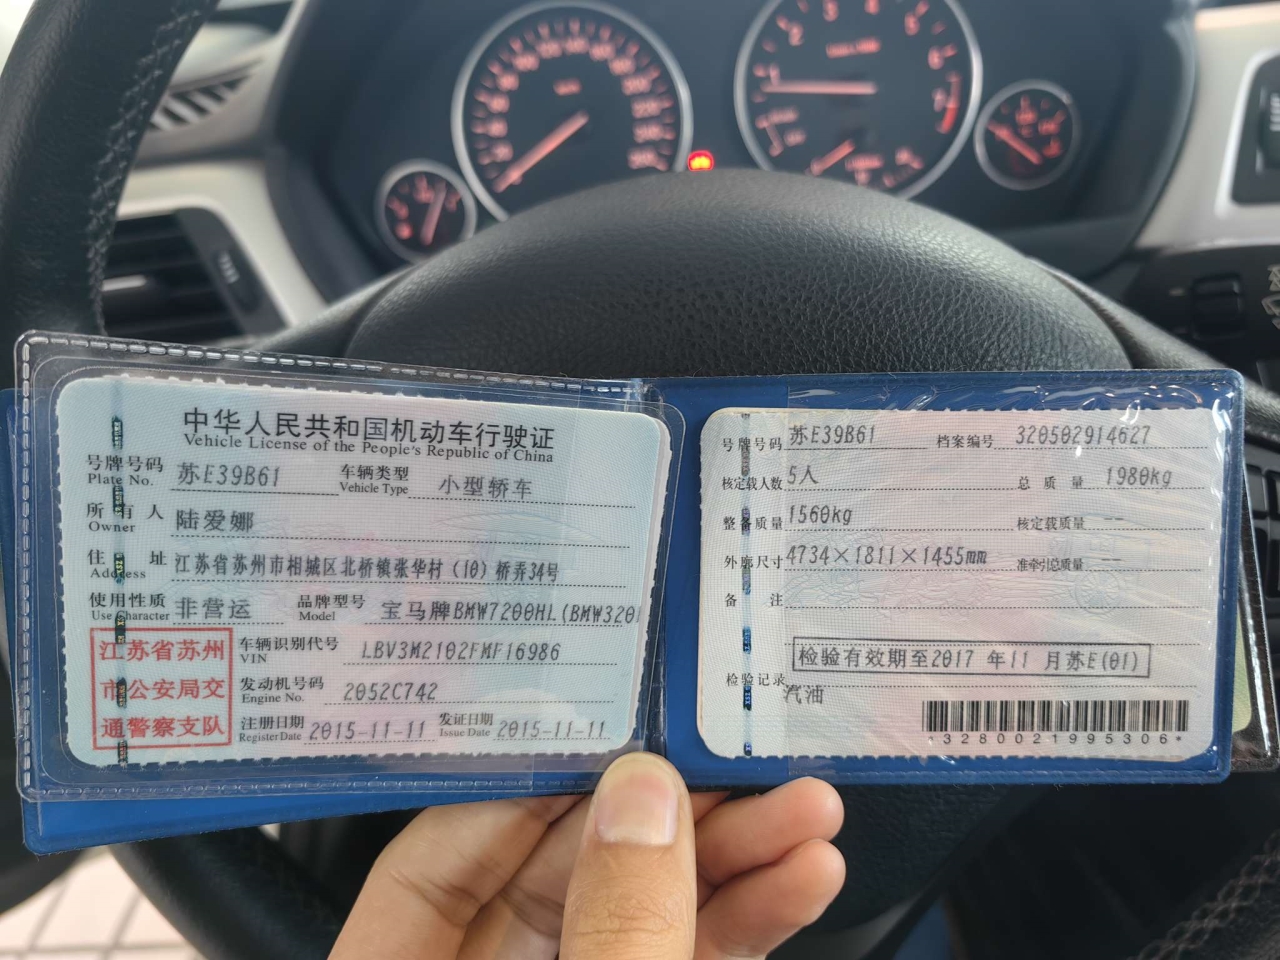 中华人民共和国机动车行驶证
Vehicle License of the People's Republic of China
号牌号码 苏E39B61 车辆类型 小型轿车
Plate No. Vehicle Type
所有人 陆爱娜
Owner
住址 江苏省苏州市相城区北桥镇张华村(10)桥弄34号
Address
使用性质 非营运 品牌型号 宝马牌BMW7200HL(BMW320i
Use Character Model
江苏省苏州
市公安局交
通警察支队
车辆识别代号 LBV3M2102FMF16986
VIN
发动机号码 2052C742
Engine No.
注册日期 2015-11-11 发证日期 2015-11-11
Register Date Issue Date
号牌号码 苏E39B61 档案编号 320502914627
核定载人数 5人 总质量 1980kg
整备质量 1560kg 核定载质量 --
外廓尺寸 4734×1811×1455mm 准牵引总质量 --
备注
检验有效期至2017年11月苏E(01)
检验记录
汽油
*3280021995306*